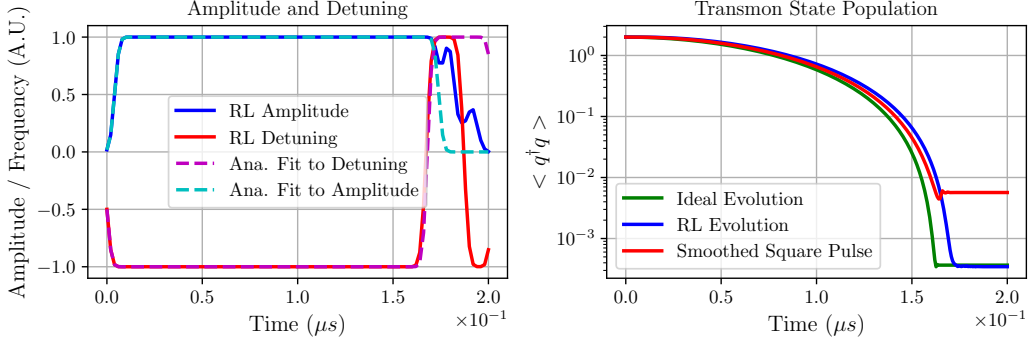 Amplitude and Detuning
Amplitude / Frequency (A.U.)
1.0
0.5
0.0
−0.5
−1.0
RL Amplitude
RL Detuning
Ana. Fit to Detuning
Ana. Fit to Amplitude
0.0 0.5 1.0 1.5 2.0
Time (μs)
×10⁻¹
Transmon State Population
< q†q >
10⁰
10⁻¹
10⁻²
10⁻³
Ideal Evolution
RL Evolution
Smoothed Square Pulse
0.0 0.5 1.0 1.5 2.0
Time (μs)
×10⁻¹